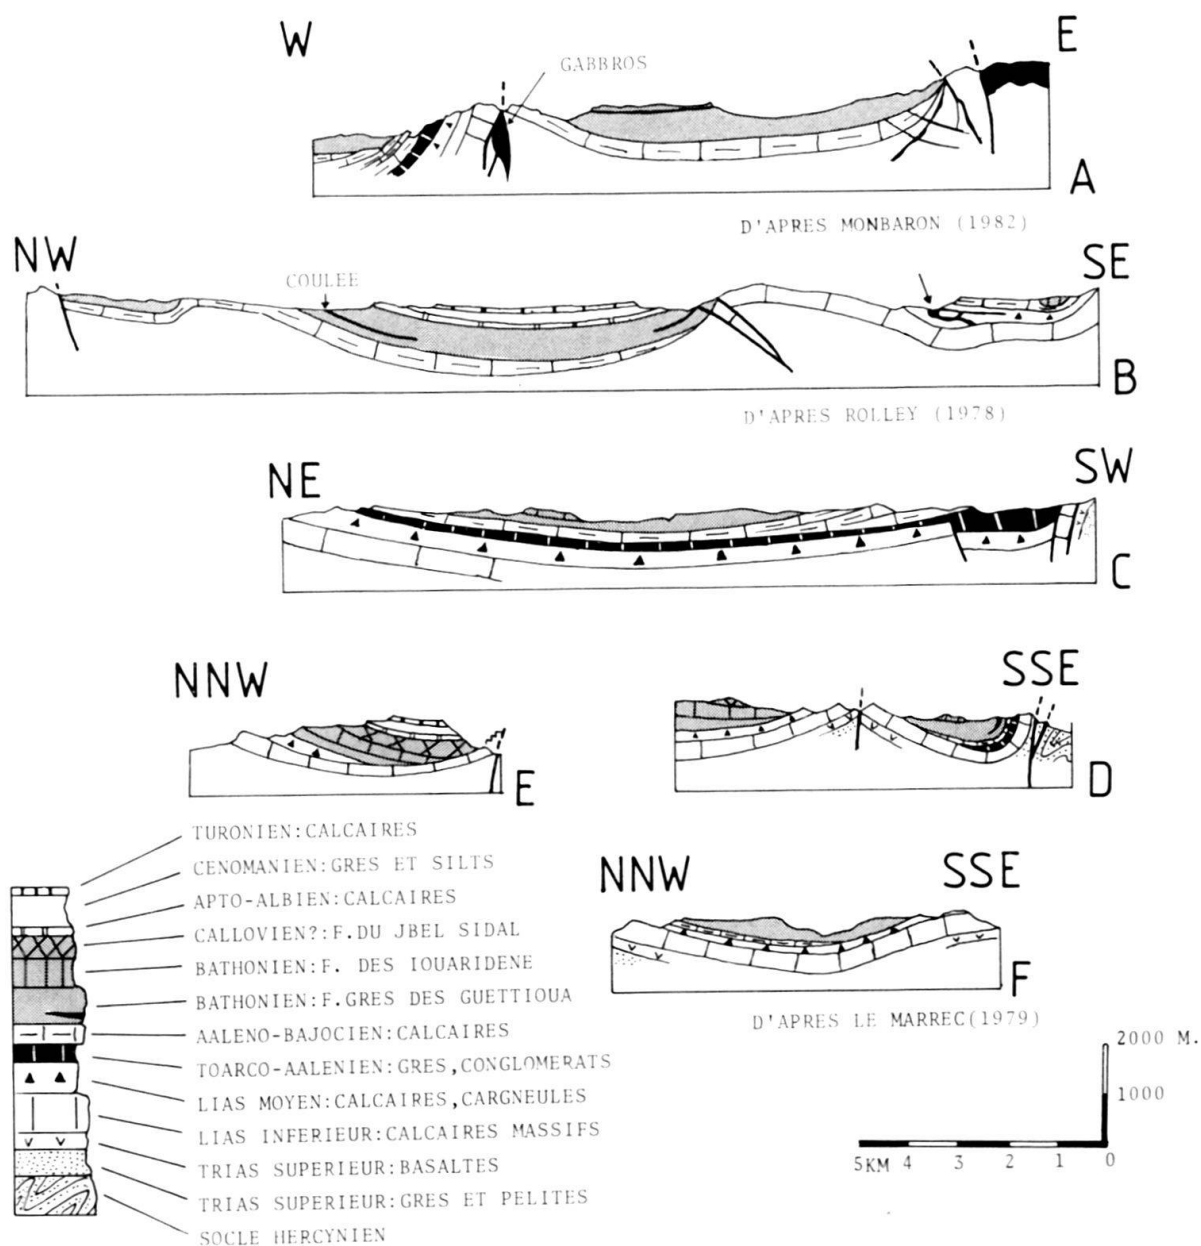 W
E
GABBROS
A
D'APRES MONBARON (1982)
NW
SE
COULEE
B
D'APRES ROLLEY (1978)
NE
SW
C
NNW
SSE
E
D
TURONIEN:CALCAIRES
CENOMANIEN:GRES ET SILTS
APTO-ALBIEN:CALCAIRES
CALLOVIEN?:F.DU JBEL SIDAL
BATHONIEN:F. DES IOUARIDENE
BATHONIEN:F.GRES DES GUETTIOUA
AALENO-BAJOCIEN:CALCAIRES
TOARCO-AALENIEN:GRES,CONGLOMERATS
LIAS MOYEN:CALCAIRES,CARGNEULES
LIAS INFERIEUR:CALCAIRES MASSIFS
TRIAS SUPERIEUR:BASALTES
TRIAS SUPERIEUR:GRES ET PELITES
SOCLE HERCYNIEN
NNW
SSE
F
D'APRES LE MARREC(1979)
2000 M.
1000
5KM 4 3 2 1 0